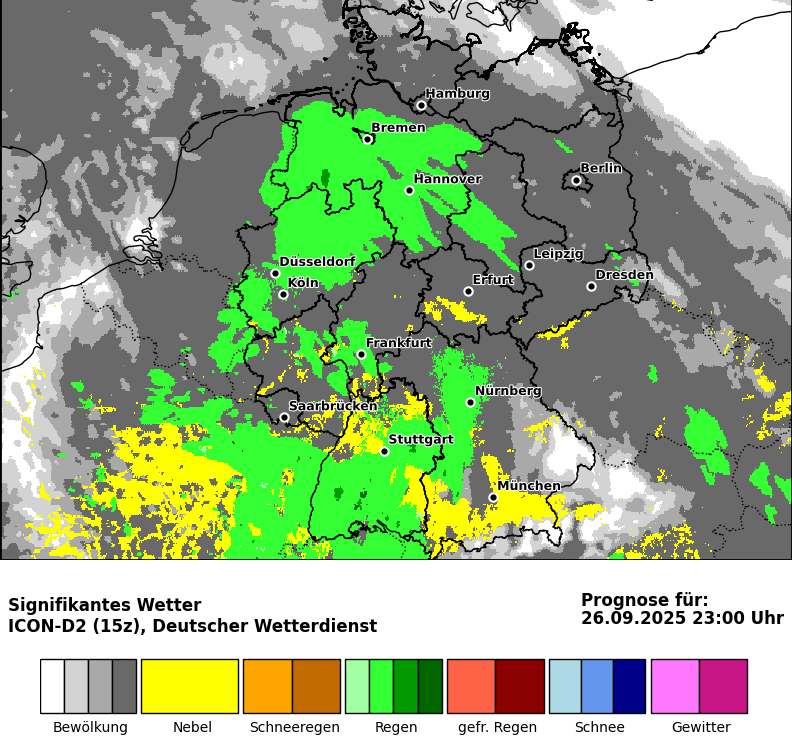 Hamburg
Bremen
Berlin
Hannover
Düsseldorf
Leipzig
Köln
Erfurt
Dresden
Frankfurt
Nürnberg
Saarbrücken
Stuttgart
München
Signifikantes Wetter
ICON-D2 (15z), Deutscher Wetterdienst
Prognose für:
26.09.2025 23:00 Uhr
Bewölkung
Nebel
Schneeregen
Regen
gefr. Regen
Schnee
Gewitter